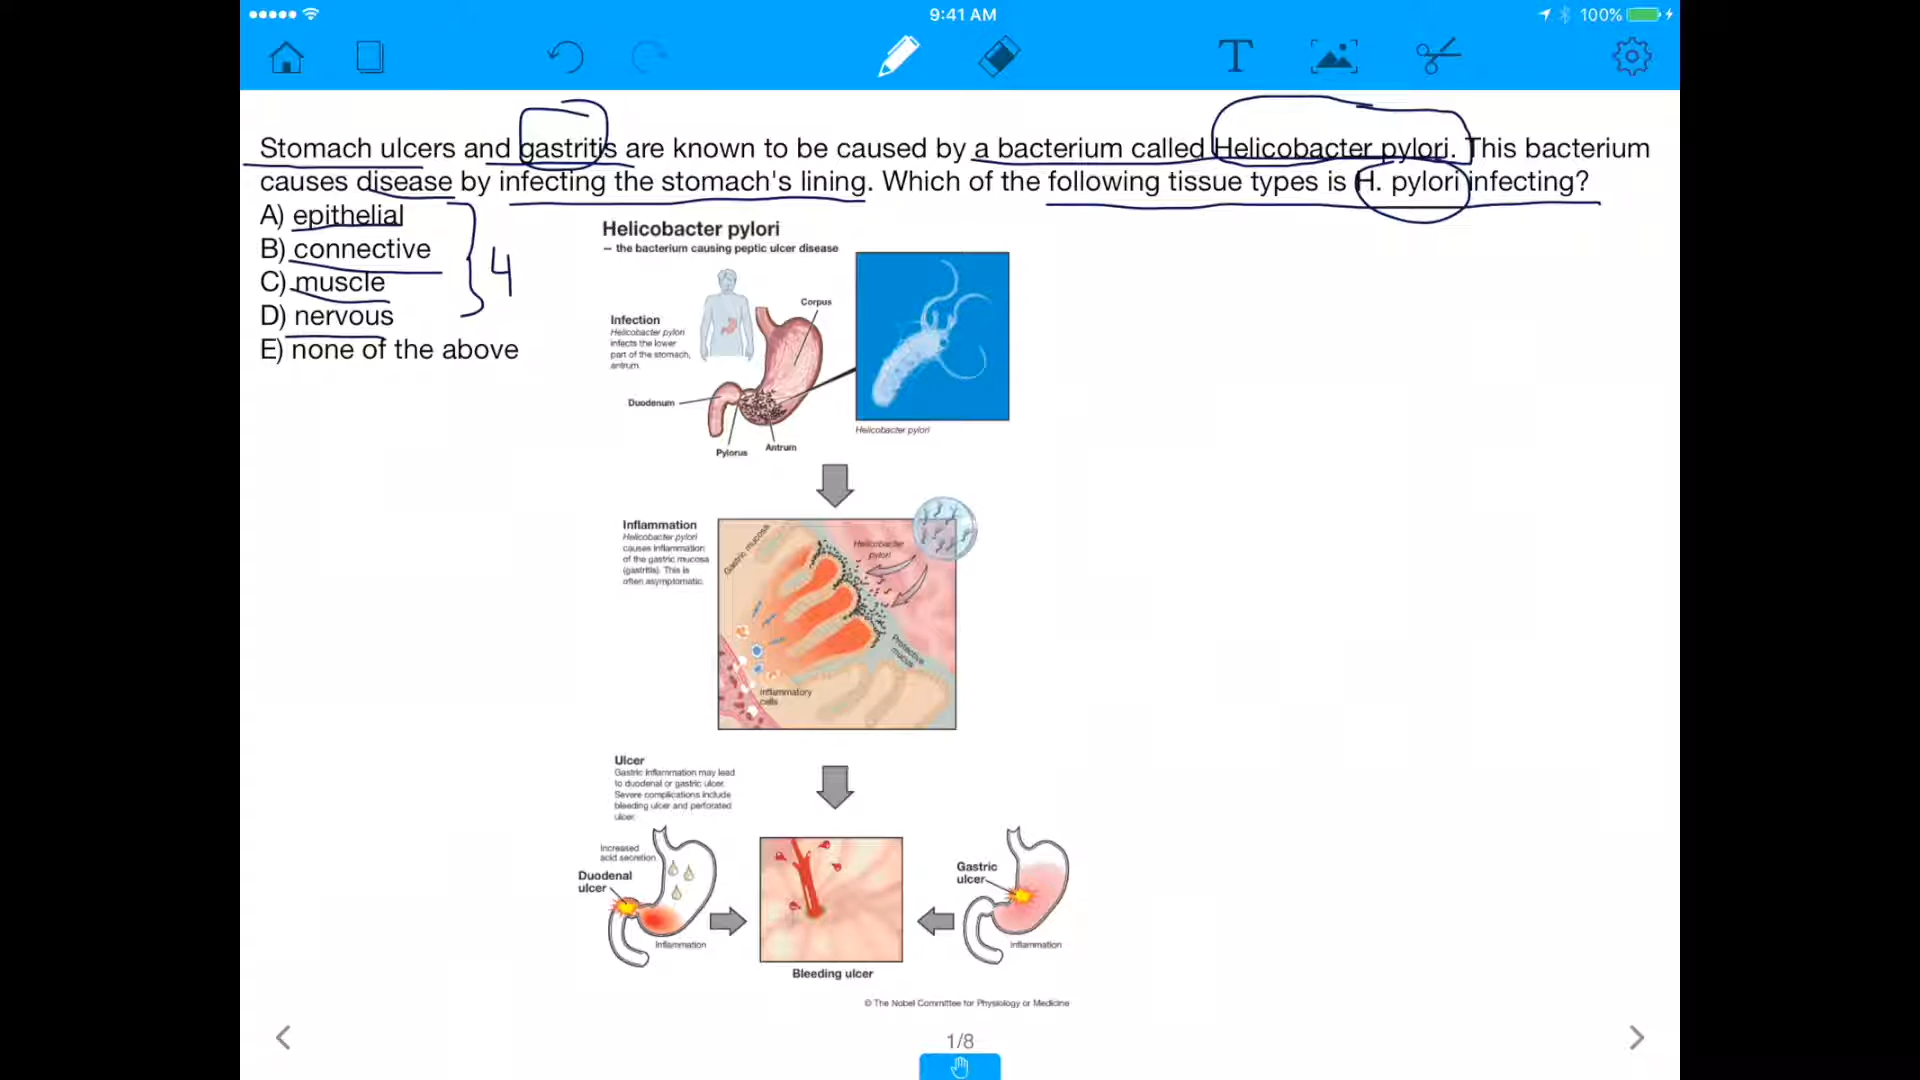 9:41 AM
100%
T
Stomach ulcers and gastritis are known to be caused by a bacterium called Helicobacter pylori. This bacterium
causes disease by infecting the stomach's lining. Which of the following tissue types is H. pylori infecting?
A) epithelial
B) connective
C) muscle
D) nervous
E) none of the above
4
Helicobacter pylori
– the bacterium causing peptic ulcer disease
Infection
Helicobacter pylori
infects the lower
part of the stomach,
antrum.
Corpus
Duodenum
Pylorus
Antrum
Helicobacter pylori
Inflammation
Helicobacter pylori
causes inflammation
of the gastric mucosa
(gastritis). This is
often asymptomatic.
Gastric mucosa
Helicobacter
pylori
Protective
mucus
Inflammatory
cells
Ulcer
Gastric inflammation may lead
to duodenal or gastric ulcer.
Severe complications include
bleeding ulcer and perforated
ulcer.
Increased
acid secretion
Duodenal
ulcer
Inflammation
Bleeding ulcer
Gastric
ulcer
Inflammation
© The Nobel Committee for Physiology or Medicine
1/8